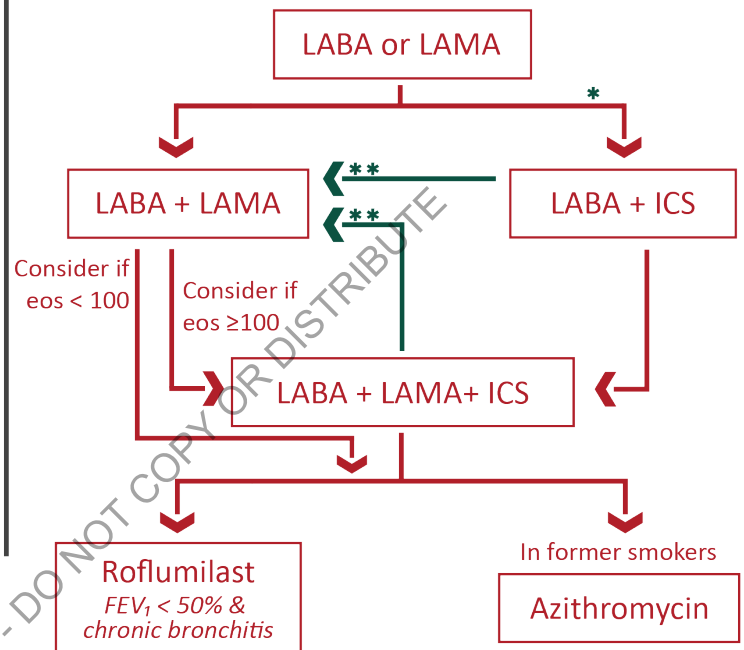 LABA or LAMA
*
LABA + LAMA
**
**
LABA + ICS
Consider if
eos < 100
Consider if
eos ≥100
LABA + LAMA+ ICS
Roflumilast
FEV₁ < 50% &
chronic bronchitis
In former smokers
Azithromycin
- DO NOT COPY OR DISTRIBUTE